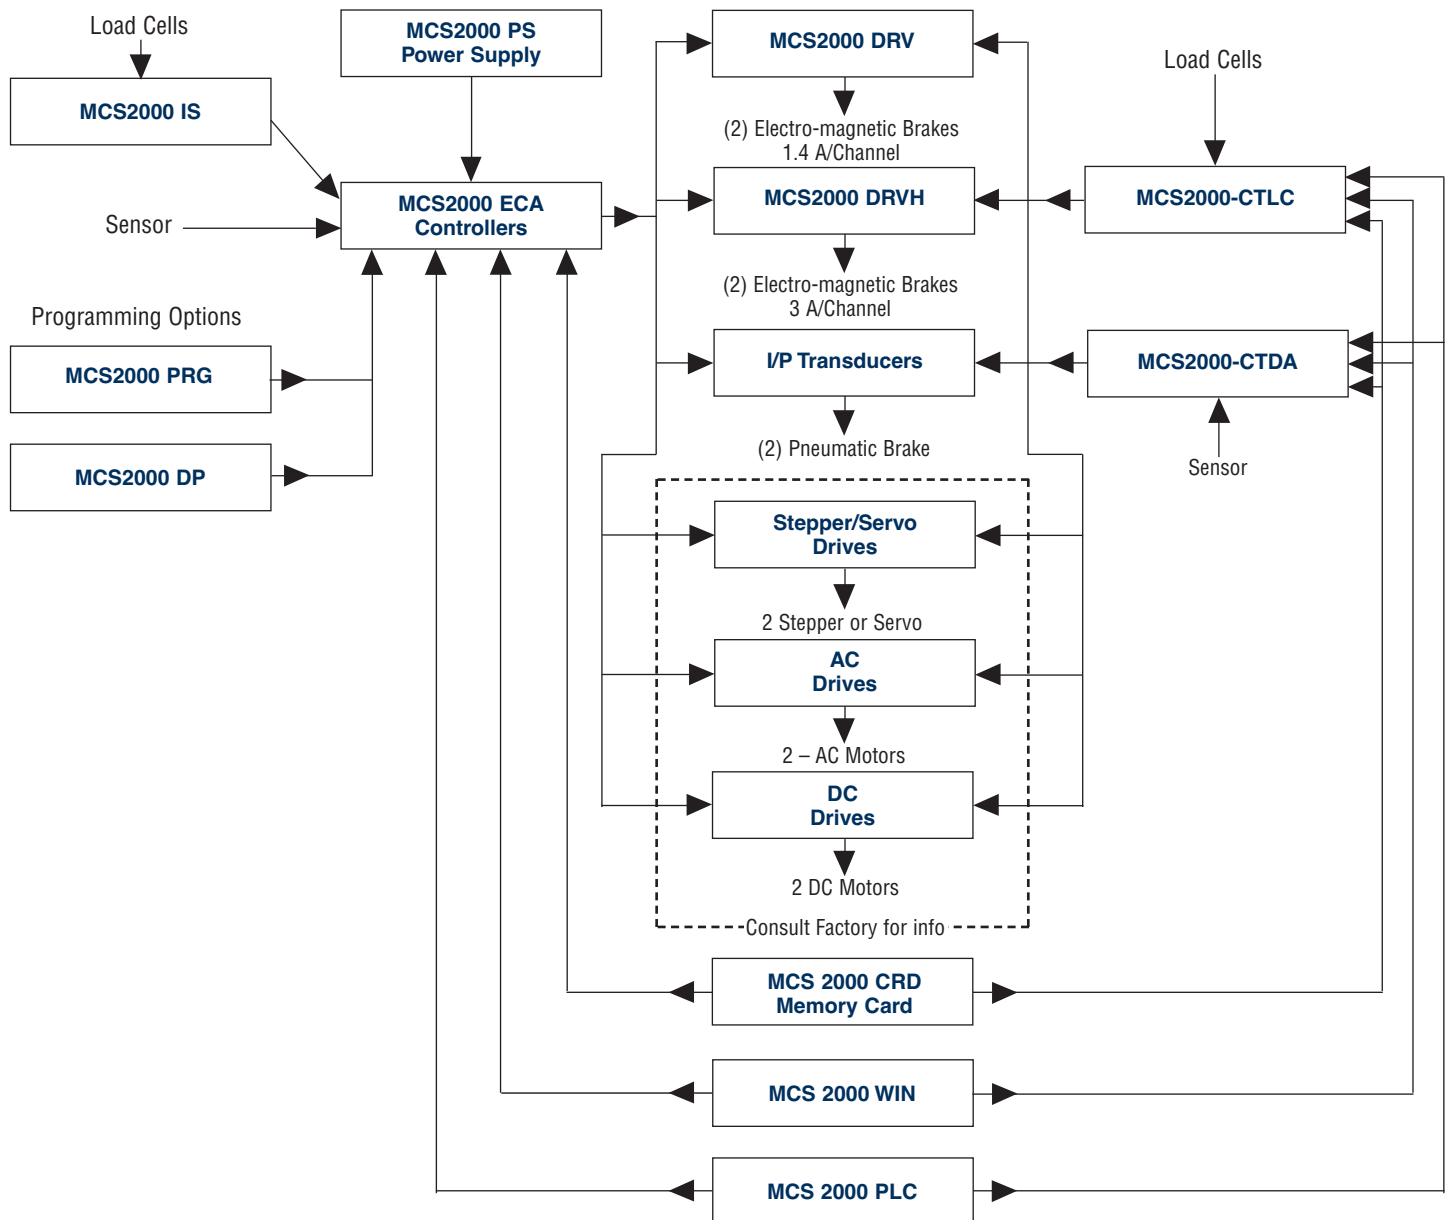 Load Cells
MCS2000 IS
Sensor
Programming Options
MCS2000 PRG
MCS2000 DP
MCS2000 PS
Power Supply
MCS2000 ECA
Controllers
MCS2000 DRV
(2) Electro-magnetic Brakes
1.4 A/Channel
MCS2000 DRVH
(2) Electro-magnetic Brakes
3 A/Channel
I/P Transducers
(2) Pneumatic Brake
Stepper/Servo
Drives
2 Stepper or Servo
AC
Drives
2 – AC Motors
DC
Drives
2 DC Motors
Consult Factory for info
Load Cells
MCS2000-CTLC
MCS2000-CTDA
Sensor
MCS 2000 CRD
Memory Card
MCS 2000 WIN
MCS 2000 PLC